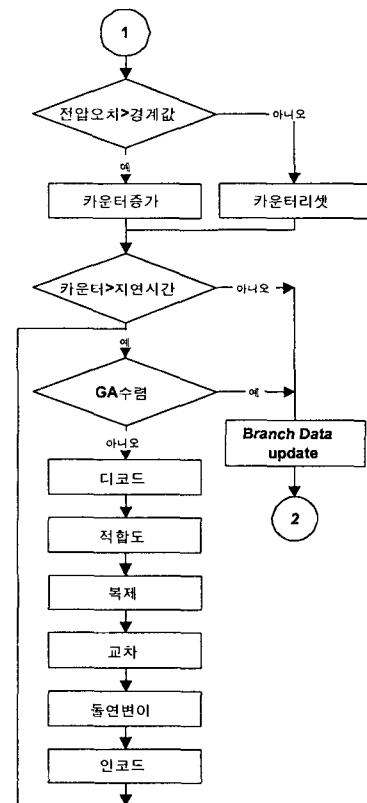 1
전압오차>경계값
아니오
예
카운터증가
카운터리셋
카운터>지연시간
아니오
예
GA수렴
예
아니오
Branch Data
update
디코드
2
적합도
복제
교차
돌연변이
인코드